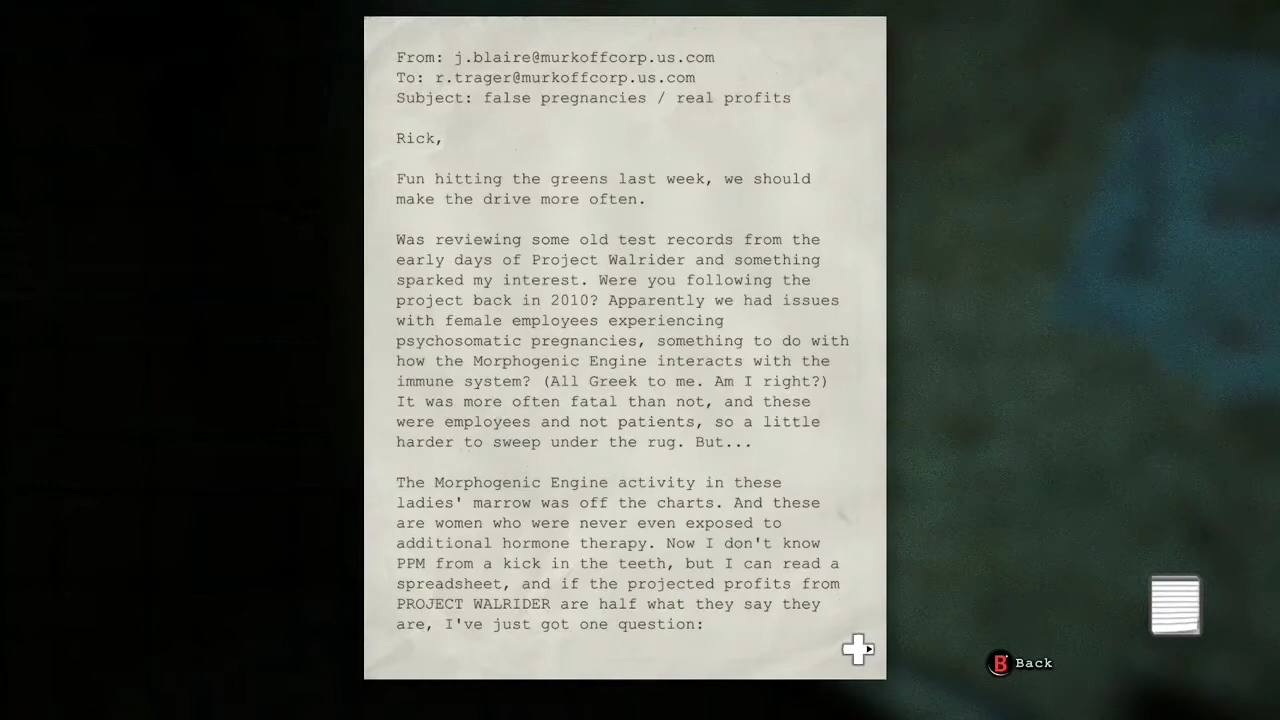 From: j.blaire@murkoffcorp.us.com
To: r.trager@murkoffcorp.us.com
Subject: false pregnancies / real profits
Rick,
Fun hitting the greens last week, we should
make the drive more often.
Was reviewing some old test records from the
early days of Project Walrider and something
sparked my interest. Were you following the
project back in 2010? Apparently we had issues
with female employees experiencing
psychosomatic pregnancies, something to do with
how the Morphogenic Engine interacts with the
immune system? (All Greek to me. Am I right?)
It was more often fatal than not, and these
were employees and not patients, so a little
harder to sweep under the rug. But...
The Morphogenic Engine activity in these
ladies' marrow was off the charts. And these
are women who were never even exposed to
additional hormone therapy. Now I don't know
PPM from a kick in the teeth, but I can read a
spreadsheet, and if the projected profits from
PROJECT WALRIDER are half what they say they
are, I've just got one question:
B Back